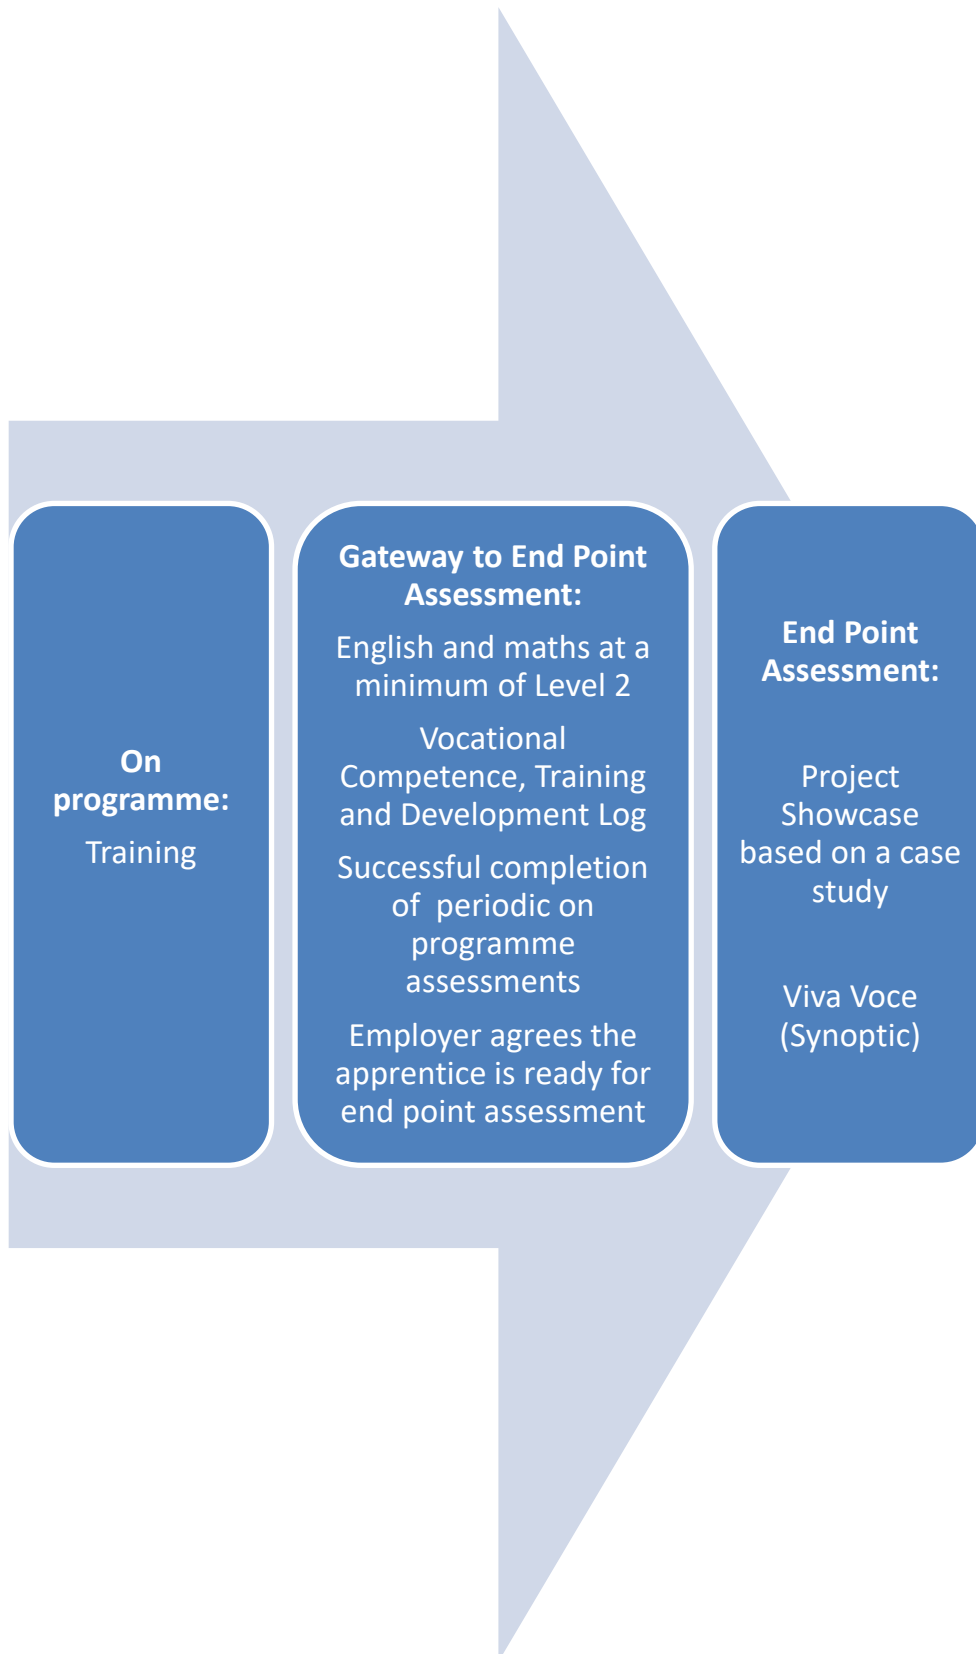 On
programme:
Training
Gateway to End Point
Assessment:
English and maths at a
minimum of Level 2
Vocational
Competence, Training
and Development Log
Successful completion
of  periodic on
programme
assessments
Employer agrees the
apprentice is ready for
end point assessment
End Point
Assessment:
Project
Showcase
based on a case
study
Viva Voce
(Synoptic)